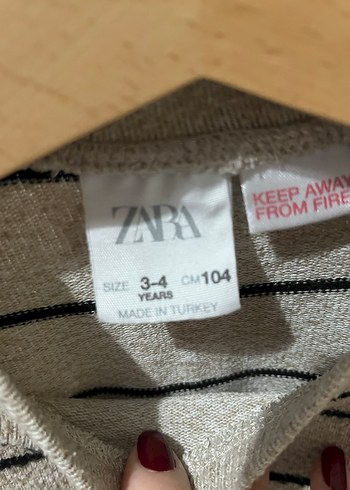 ZARA
SIZE 3-4 YEARS CM 104
MADE IN TURKEY
KEEP AWAY
FROM FIRE